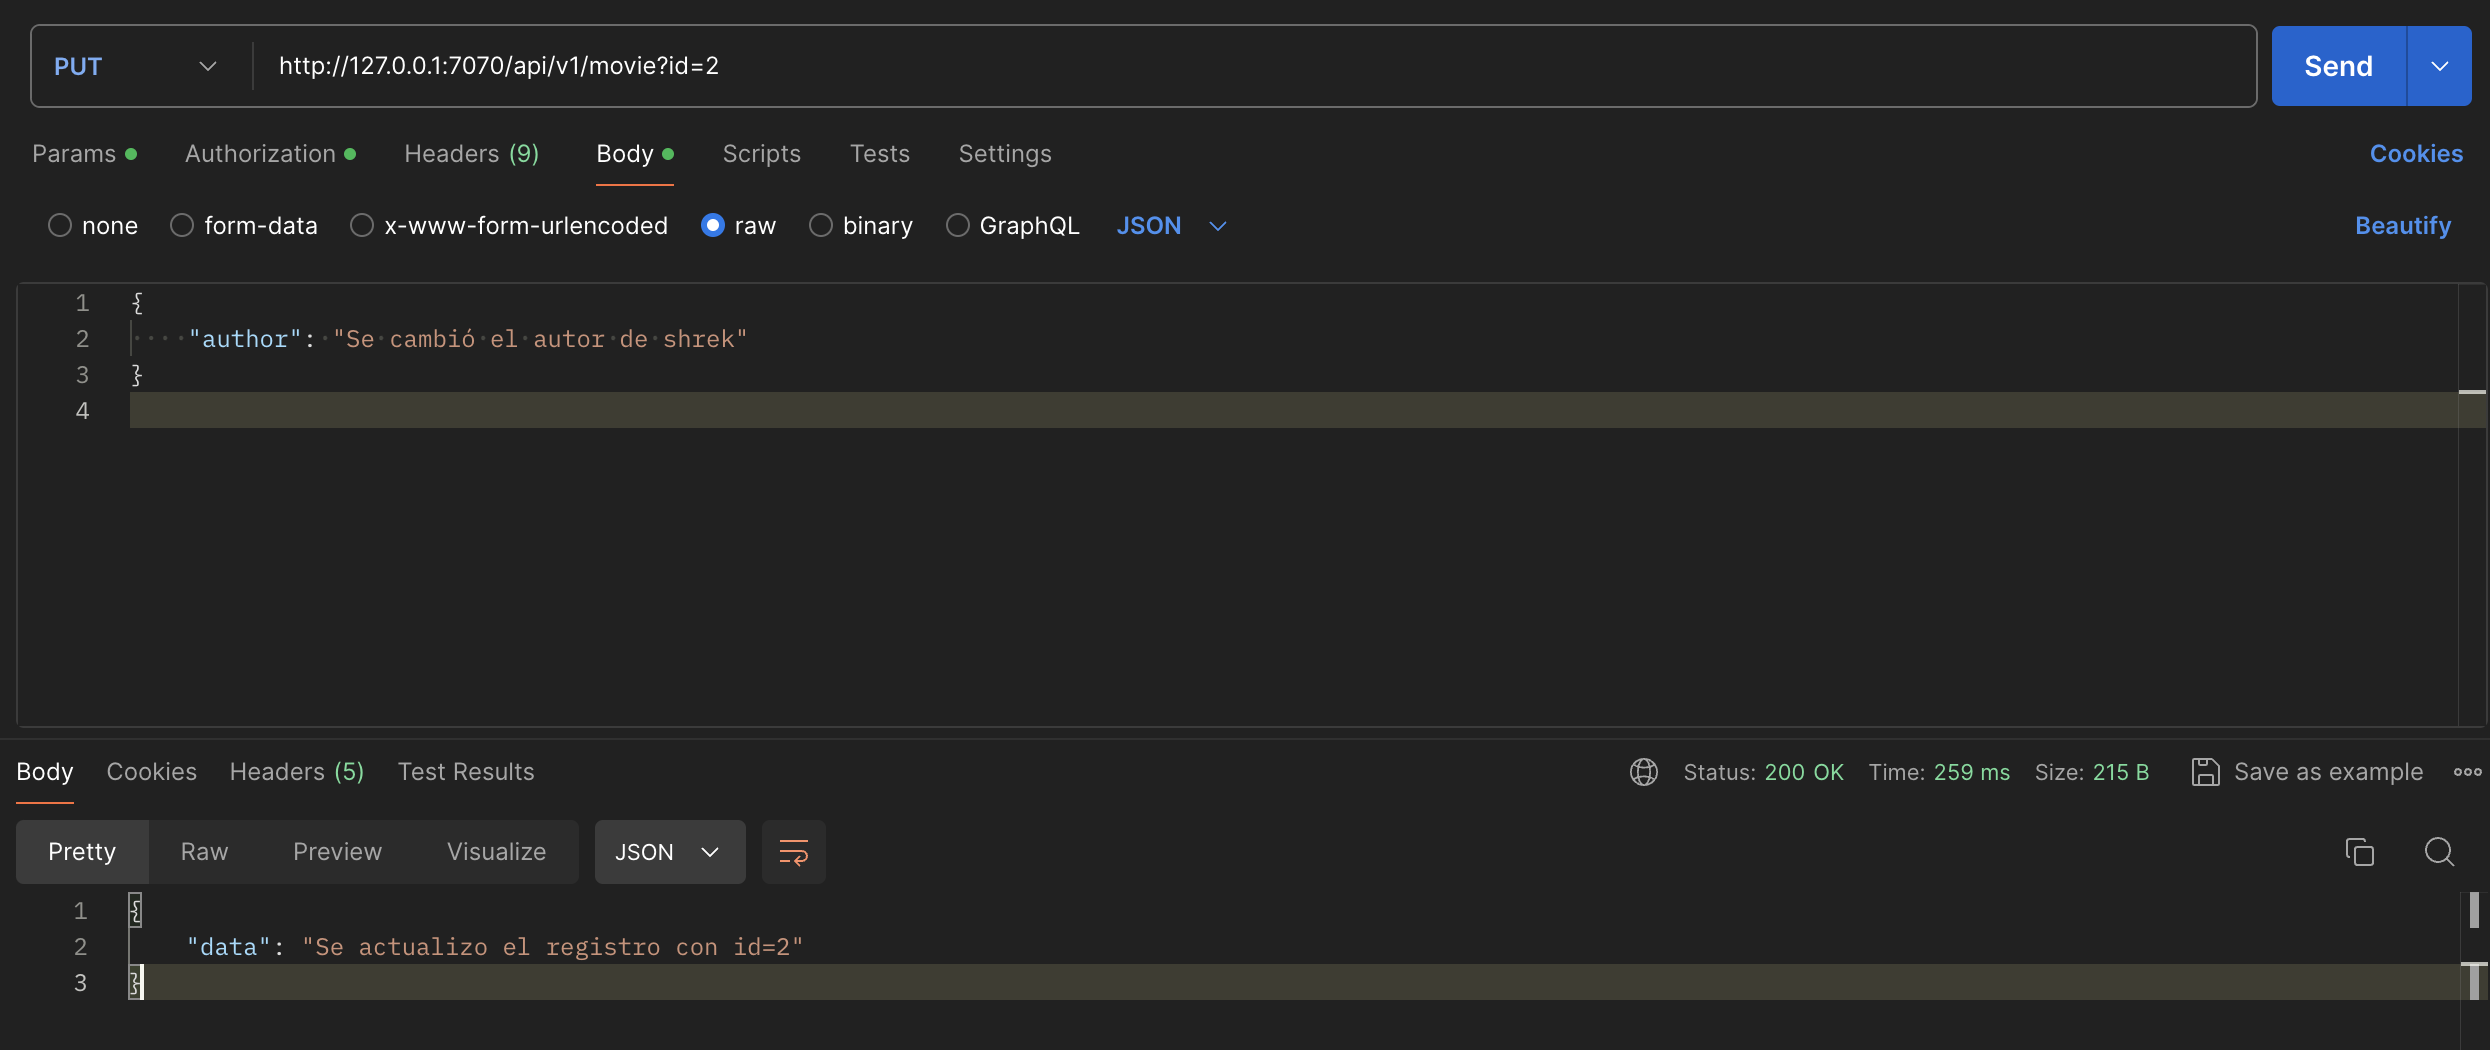 PUT http://127.0.0.1:7070/api/v1/movie?id=2 Send
Params Authorization Headers (9) Body Scripts Tests Settings Cookies
none form-data x-www-form-urlencoded raw binary GraphQL JSON Beautify
1 {
2 "author": "Se cambió el autor de shrek"
3 }
4
Body Cookies Headers (5) Test Results Status: 200 OK Time: 259 ms Size: 215 B Save as example
Pretty Raw Preview Visualize JSON
1 {
2 "data": "Se actualizo el registro con id=2"
3 }